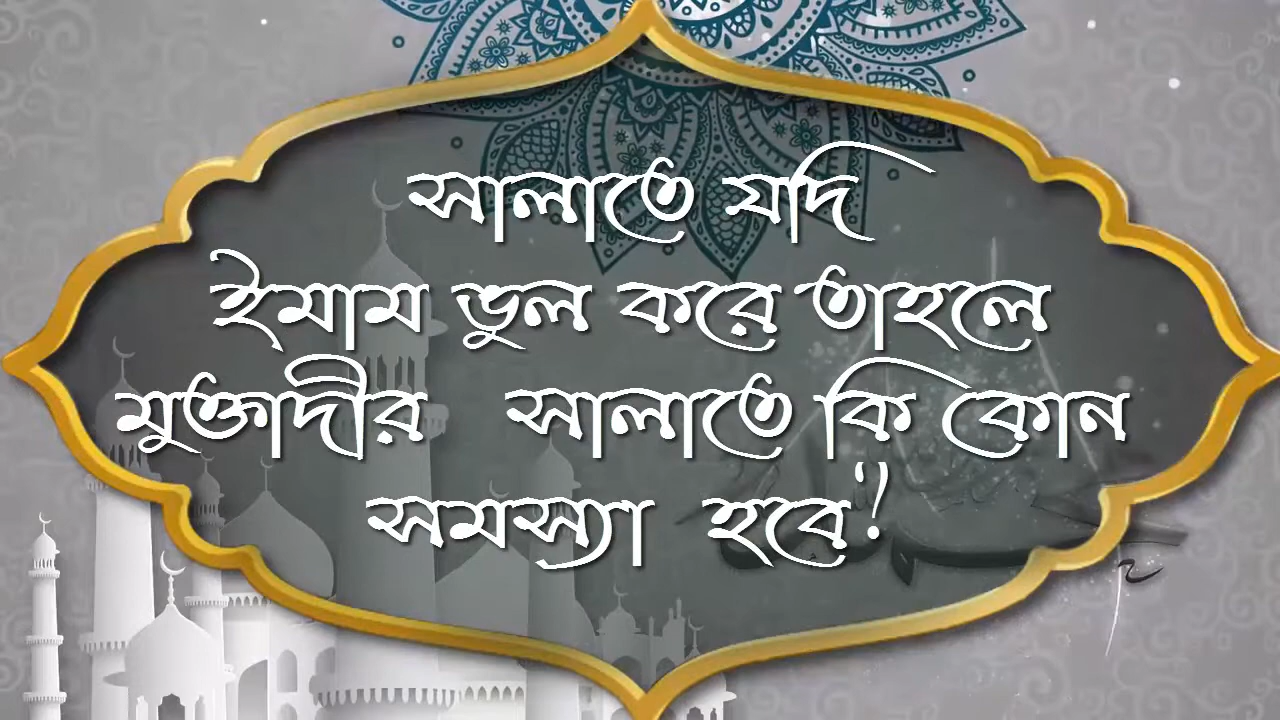 সালাতে যদি
ইমাম ভুল করে তাহলে
মুক্তাদীর সালাতে কি কোন
সমস্যা হবে?